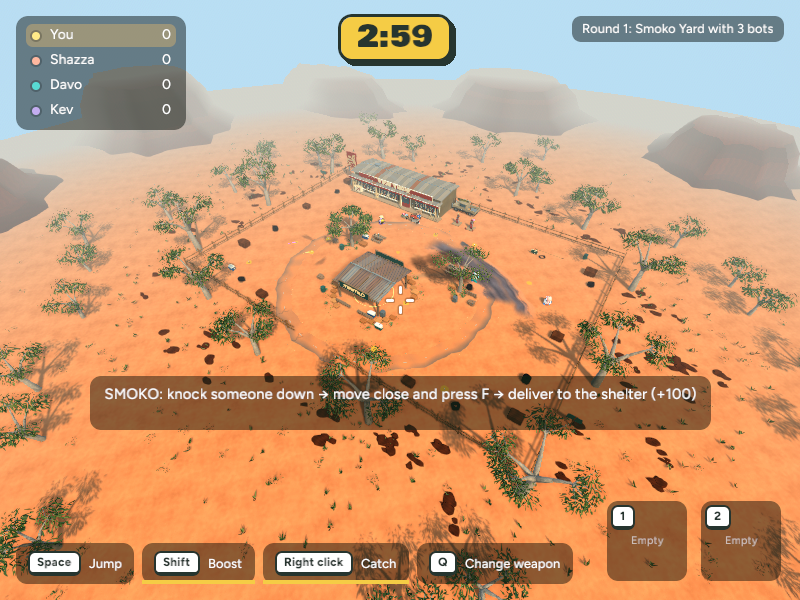 You 0
Shazza 0
Davo 0
Kev 0
2:59
Round 1: Smoko Yard with 3 bots
SMOKO: knock someone down → move close and press F → deliver to the shelter (+100)
Space Jump
Shift Boost
Right click Catch
Q Change weapon
1 Empty
2 Empty